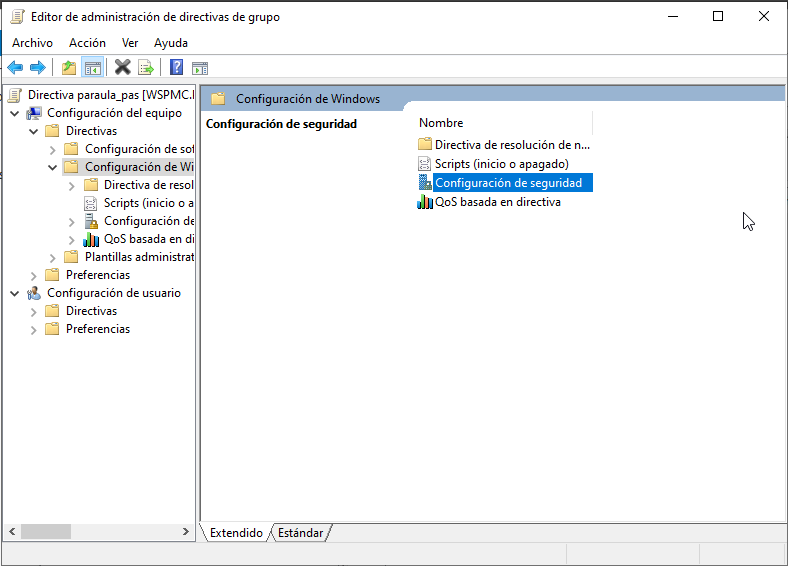 Editor de administración de directivas de grupo
Archivo Acción Ver Ayuda
Directiva paraula_pas [WSPMC.
Configuración del equipo
Directivas
Configuración de sof
Configuración de Wi
Directiva de resol
Scripts (inicio o a
Configuración de
QoS basada en di
Plantillas administrat
Preferencias
Configuración de usuario
Directivas
Preferencias
Configuración de Windows
Configuración de seguridad
Nombre
Directiva de resolución de n...
Scripts (inicio o apagado)
Configuración de seguridad
QoS basada en directiva
Extendido Estándar